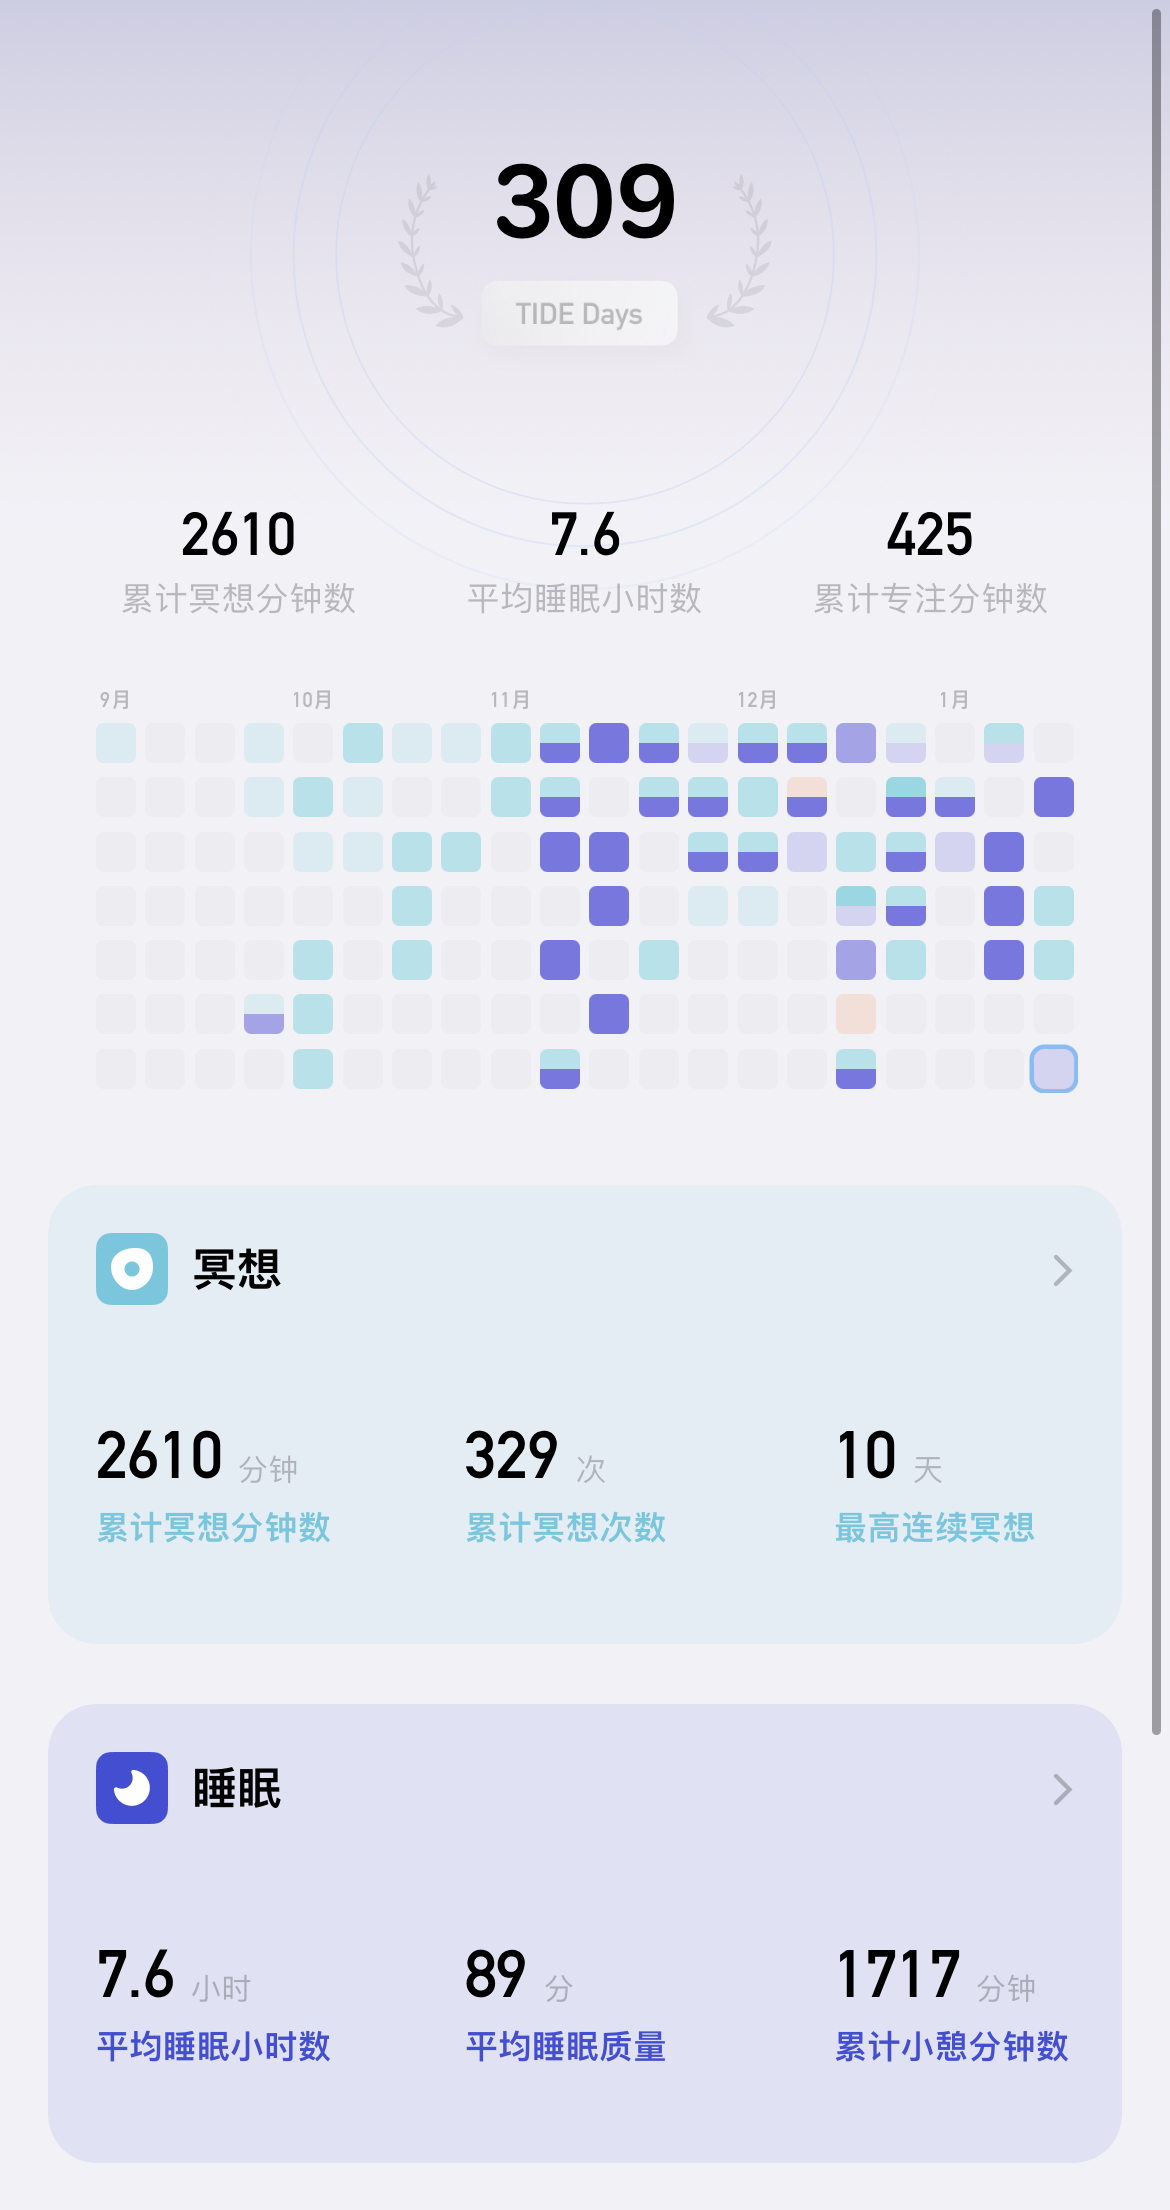 309
TIDE Days
2610 7.6 425
累计冥想分钟数 平均睡眠小时数 累计专注分钟数
9月 10月 11月 12月 1月
冥想
2610 分钟 329 次 10 天
累计冥想分钟数 累计冥想次数 最高连续冥想
睡眠
7.6 小时 89 分 1717 分钟
平均睡眠小时数 平均睡眠质量 累计小憩分钟数